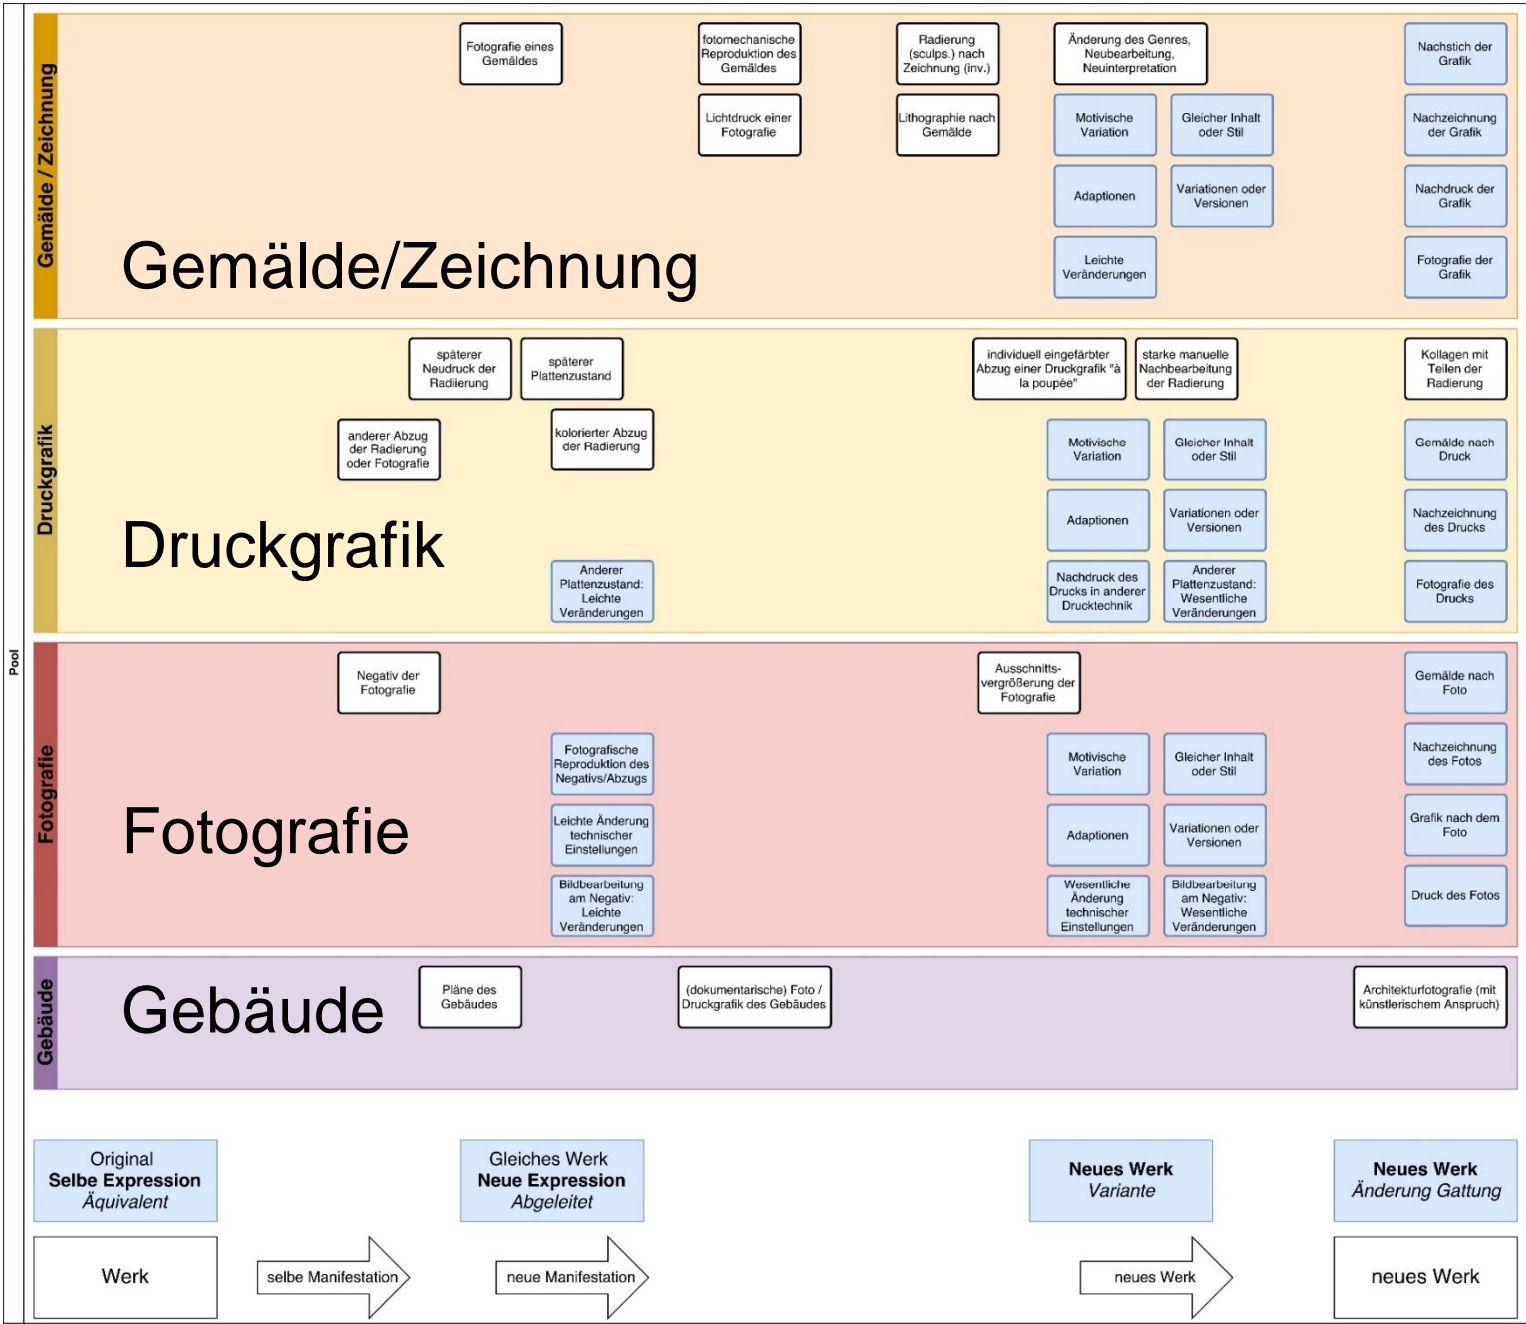 Pool
Gemälde / Zeichnung
Fotografie eines
Gemäldes
fotomechanische
Reproduktion des
Gemäldes
Radierung
(sculps.) nach
Zeichnung (inv.)
Änderung des Genres,
Neubearbeitung,
Neuinterpretation
Nachstich der
Grafik
Lichtdruck einer
Fotografie
Lithographie nach
Gemälde
Motivische
Variation
Gleicher Inhalt
oder Stil
Nachzeichnung
der Grafik
Adaptionen
Variationen oder
Versionen
Nachdruck der
Grafik
Gemälde/Zeichnung
Leichte
Veränderungen
Fotografie der
Grafik
Druckgrafik
späterer
Neudruck der
Radiierung
späterer
Plattenzustand
individuell eingefärbter
Abzug einer Druckgrafik "à
la poupée"
starke manuelle
Nachbearbeitung
der Radierung
Kollagen mit
Teilen der
Radierung
anderer Abzug
der Radierung
oder Fotografie
kolorierter Abzug
der Radierung
Motivische
Variation
Gleicher Inhalt
oder Stil
Gemälde nach
Druck
Druckgrafik
Adaptionen
Variationen oder
Versionen
Nachzeichnung
des Drucks
Anderer
Plattenzustand:
Leichte
Veränderungen
Nachdruck des
Drucks in anderer
Drucktechnik
Anderer
Plattenzustand:
Wesentliche
Veränderungen
Fotografie des
Drucks
Fotografie
Negativ der
Fotografie
Ausschnitts-
vergrößerung der
Fotografie
Gemälde nach
Foto
Fotografische
Reproduktion des
Negativs/Abzugs
Motivische
Variation
Gleicher Inhalt
oder Stil
Nachzeichnung
des Fotos
Fotografie
Leichte Änderung
technischer
Einstellungen
Adaptionen
Variationen oder
Versionen
Grafik nach dem
Foto
Bildbearbeitung
am Negativ:
Leichte
Veränderungen
Wesentliche
Änderung
technischer
Einstellungen
Bildbearbeitung
am Negativ:
Wesentliche
Veränderungen
Druck des Fotos
Gebäude
Gebäude
Pläne des
Gebäudes
(dokumentarische) Foto /
Druckgrafik des Gebäudes
Architekturfotografie (mit
künstlerischem Anspruch)
Original
Selbe Expression
Äquivalent
Gleiches Werk
Neue Expression
Abgeleitet
Neues Werk
Variante
Neues Werk
Änderung Gattung
Werk
selbe Manifestation
neue Manifestation
neues Werk
neues Werk